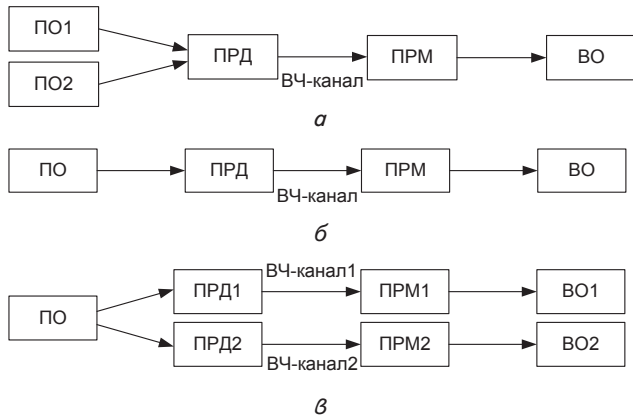 ПО1
ПО2
ПРД
ВЧ-канал
ПРМ
ВО
а
ПО
ПРД
ВЧ-канал
ПРМ
ВО
б
ПО
ПРД1
ВЧ-канал1
ПРМ1
ВО1
ПРД2
ВЧ-канал2
ПРМ2
ВО2
в